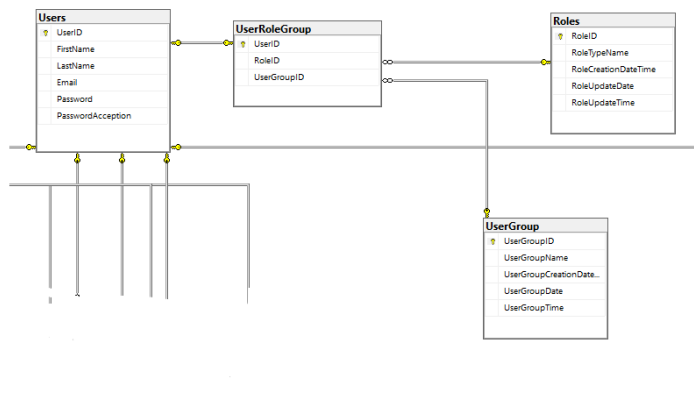 Users
UserID
FirstName
LastName
Email
Password
PasswordAcception
UserRoleGroup
UserID
RoleID
UserGroupID
Roles
RoleID
RoleTypeName
RoleCreationDateTime
RoleUpdateDate
RoleUpdateTime
UserGroup
UserGroupID
UserGroupName
UserGroupCreationDate...
UserGroupDate
UserGroupTime